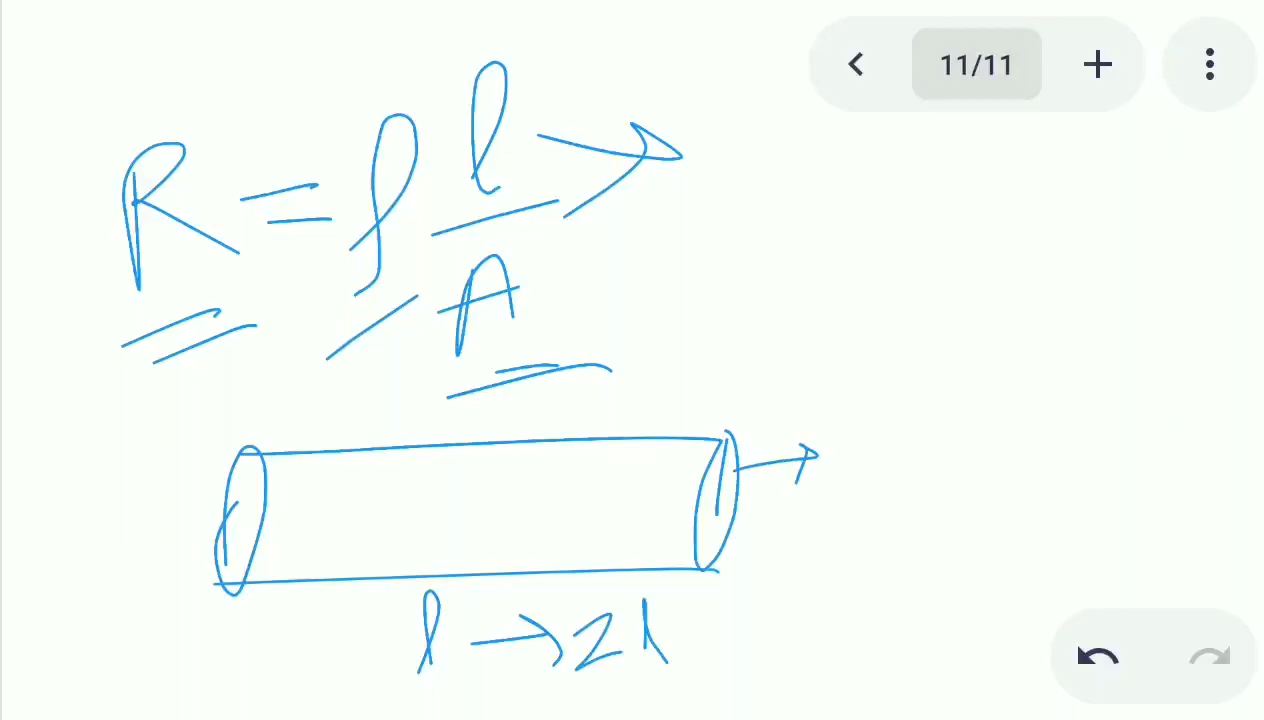 11/11
R = ρ l / A
l → 2l